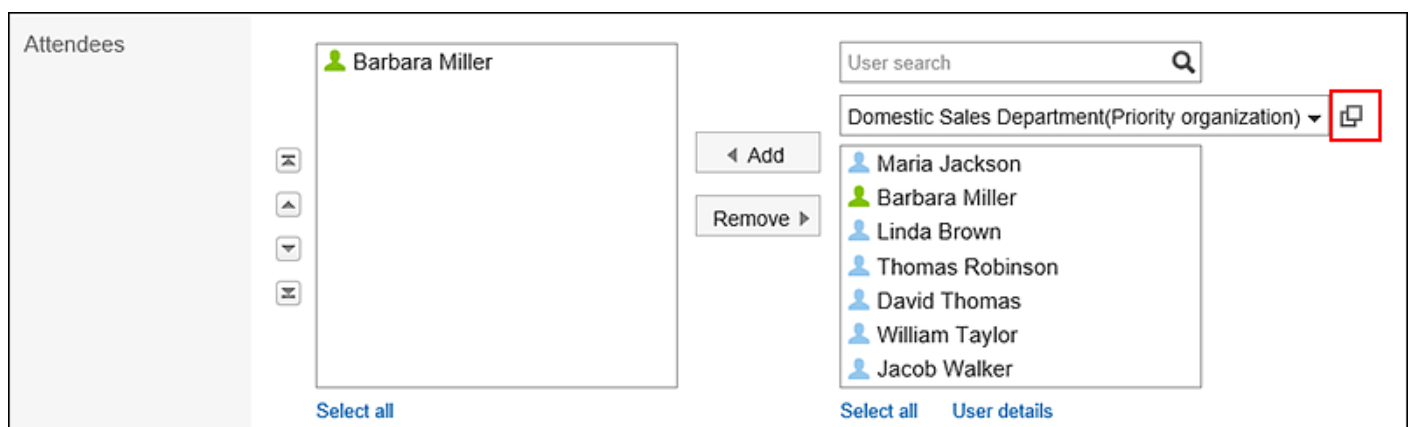 Attendees
Barbara Miller
Select all
Add
Remove
User search
Domestic Sales Department(Priority organization)
Maria Jackson
Barbara Miller
Linda Brown
Thomas Robinson
David Thomas
William Taylor
Jacob Walker
Select all User details